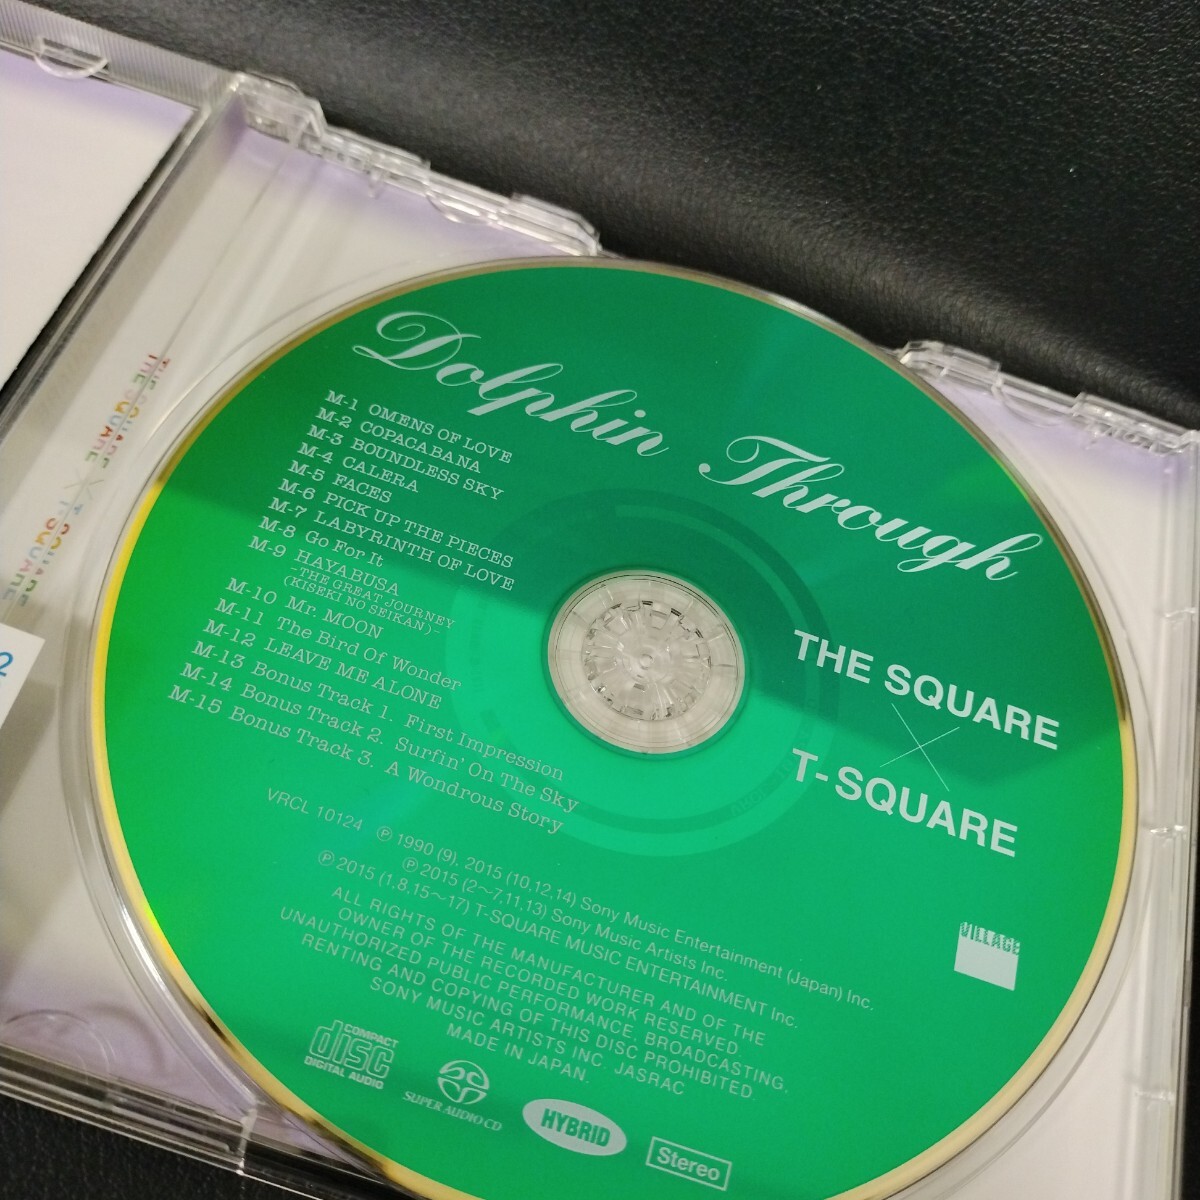 Dolphin Through
M-1 OMENS OF LOVE
M-2 COPACABANA
M-3 BOUNDLESS SKY
M-4 CALERA
M-5 FACES
M-6 PICK UP THE PIECES
M-7 LABYRINTH OF LOVE
M-8 Go For It
M-9 HAYABUSA
-THE GREAT JOURNEY
(KISEKI NO SEIKAN)-
M-10 Mr. MOON
M-11 The Bird Of Wonder
M-12 LEAVE ME ALONE
M-13 Bonus Track 1. First Impression
M-14 Bonus Track 2. Surfin' On The Sky
M-15 Bonus Track 3. A Wondrous Story
THE SQUARE
×
T-SQUARE
VILLAGE
VRCL 10124 ℗ 1990 (9), 2015 (10,12,14) Sony Music Entertainment (Japan) Inc.
℗ 2015 (2〜7,11,13) Sony Music Artists Inc.
℗ 2015 (1,8,15〜17) T-SQUARE MUSIC ENTERTAINMENT Inc.
ALL RIGHTS OF THE MANUFACTURER AND OF THE
OWNER OF THE RECORDED WORK RESERVED.
UNAUTHORIZED PUBLIC PERFORMANCE, BROADCASTING,
RENTING AND COPYING OF THIS DISC PROHIBITED
SONY MUSIC ARTISTS INC. JASRAC
MADE IN JAPAN.
COMPACT
disc
DIGITAL AUDIO
SUPER AUDIO CD
HYBRID
Stereo
THE SQUARE × T-SQUARE